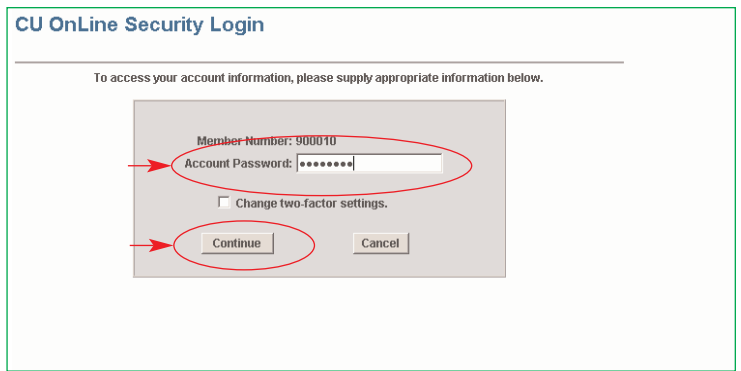 CU OnLine Security Login
To access your account information, please supply appropriate information below.
Member Number: 900010
Account Password: ••••••••
Change two-factor settings.
Continue Cancel